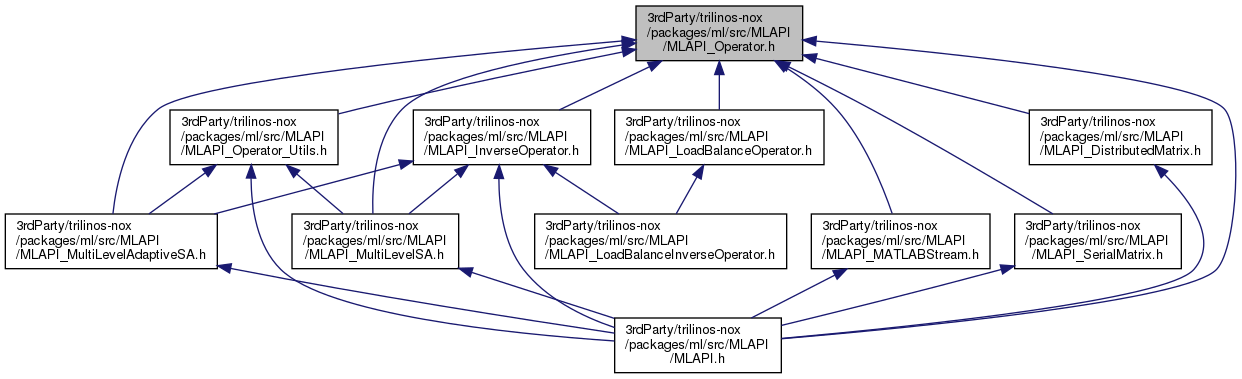 3rdParty/trilinos-nox
/packages/ml/src/MLAPI
/MLAPI_Operator.h
3rdParty/trilinos-nox
/packages/ml/src/MLAPI
/MLAPI_Operator_Utils.h
3rdParty/trilinos-nox
/packages/ml/src/MLAPI
/MLAPI_InverseOperator.h
3rdParty/trilinos-nox
/packages/ml/src/MLAPI
/MLAPI_LoadBalanceOperator.h
3rdParty/trilinos-nox
/packages/ml/src/MLAPI
/MLAPI_DistributedMatrix.h
3rdParty/trilinos-nox
/packages/ml/src/MLAPI
/MLAPI_MultiLevelAdaptiveSA.h
3rdParty/trilinos-nox
/packages/ml/src/MLAPI
/MLAPI_MultiLevelSA.h
3rdParty/trilinos-nox
/packages/ml/src/MLAPI
/MLAPI_LoadBalanceInverseOperator.h
3rdParty/trilinos-nox
/packages/ml/src/MLAPI
/MLAPI_MATLABStream.h
3rdParty/trilinos-nox
/packages/ml/src/MLAPI
/MLAPI_SerialMatrix.h
3rdParty/trilinos-nox
/packages/ml/src/MLAPI
/MLAPI.h